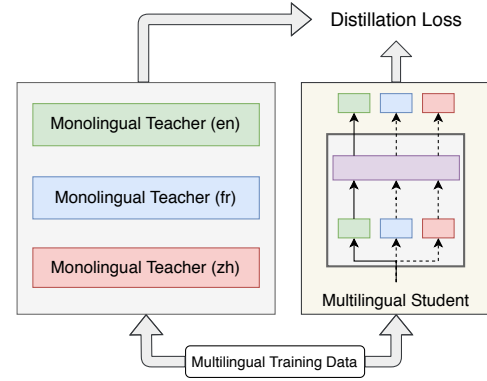 Distillation Loss
Monolingual Teacher (en)
Monolingual Teacher (fr)
Monolingual Teacher (zh)
Multilingual Student
Multilingual Training Data